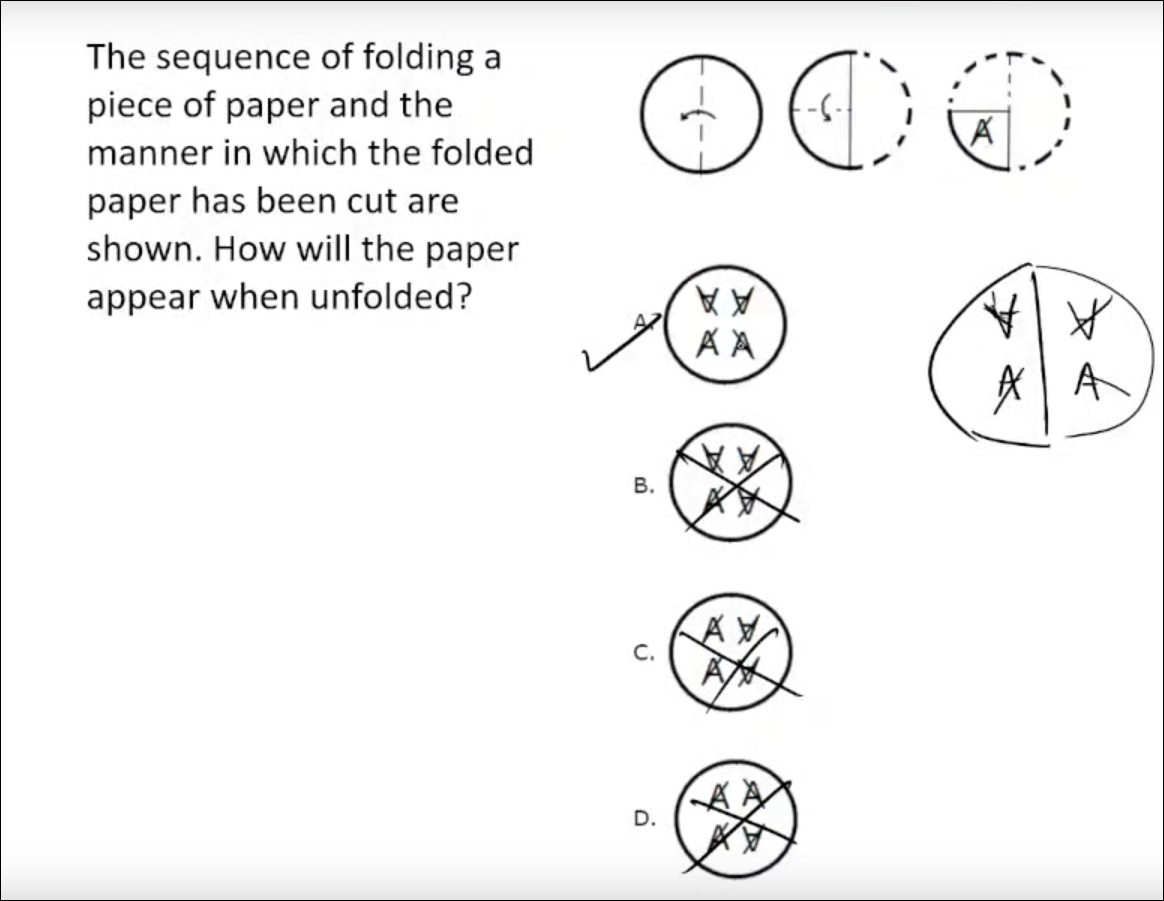 The sequence of folding a
piece of paper and the
manner in which the folded
paper has been cut are
shown. How will the paper
appear when unfolded?
A
A.
∀ ∀
A A
∀ ∀
A A
B.
∀ ∀
A ∀
C.
A ∀
A ∀
D.
A A
A ∀